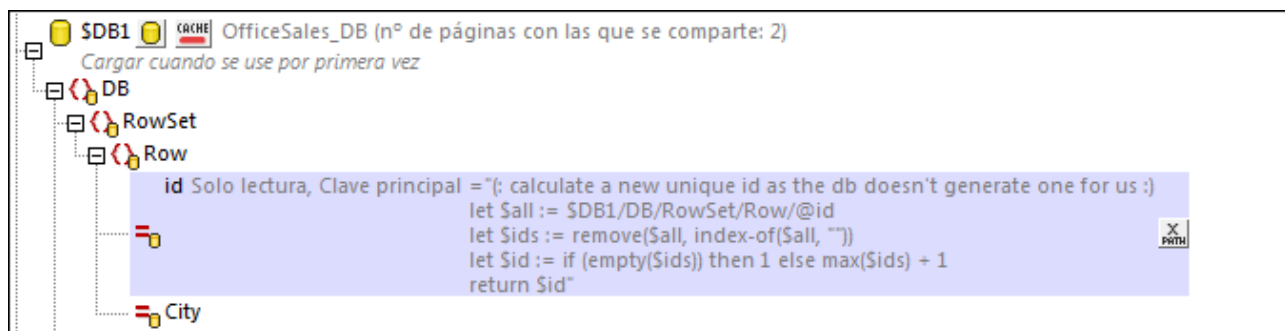 $DB1 CACHE OfficeSales_DB (nº de páginas con las que se comparte: 2)
Cargar cuando se use por primera vez
DB
RowSet
Row
id Solo lectura, Clave principal ="(: calculate a new unique id as the db doesn't generate one for us :)
let $all := $DB1/DB/RowSet/Row/@id
let $ids := remove($all, index-of($all, ""))
let $id := if (empty($ids)) then 1 else max($ids) + 1
return $id"
X PATH
City